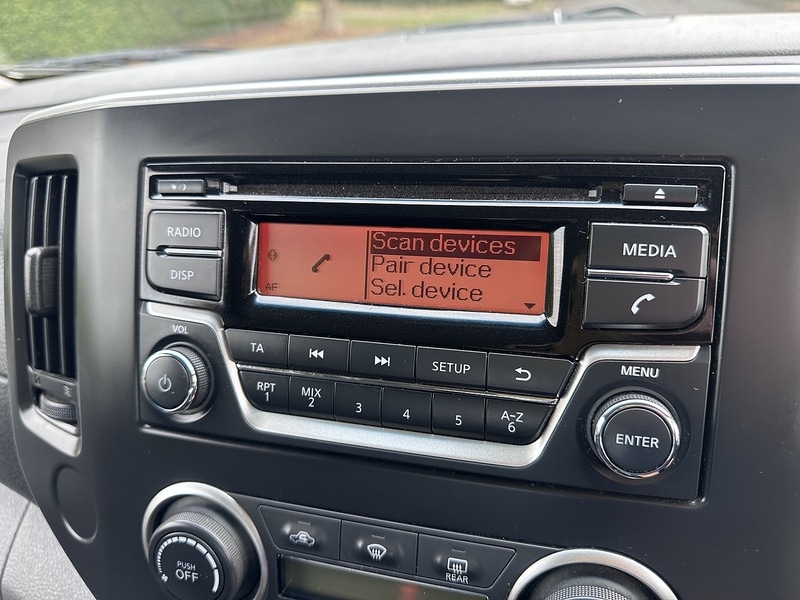 RADIO
DISP
AF
Scan devices
Pair device
Sel. device
MEDIA
VOL
TA
SETUP
MENU
RPT
1
MIX
2
3
4
5
A-Z
6
ENTER
PUSH
OFF
REAR